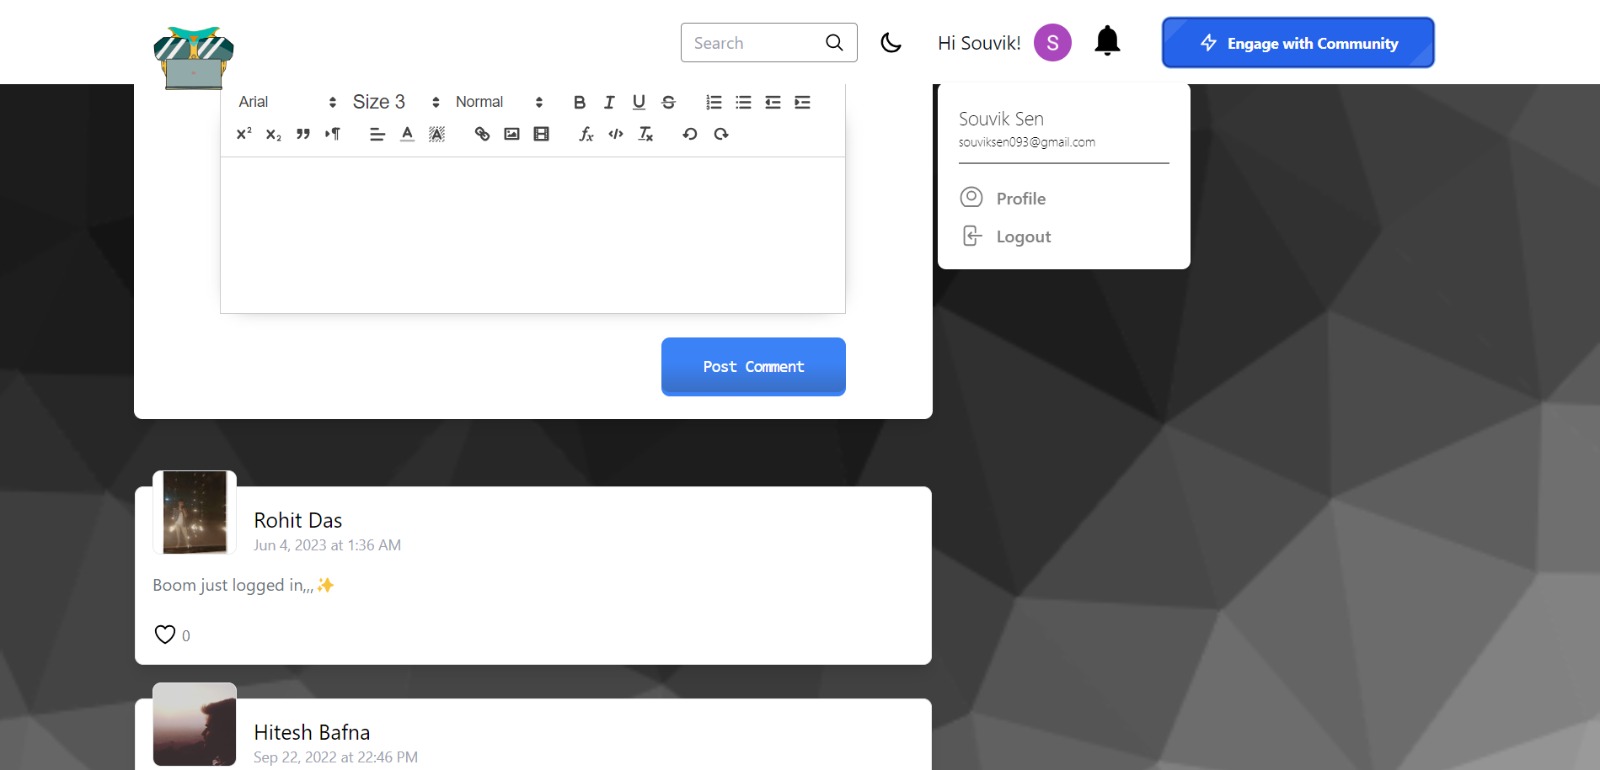 Search
Hi Souvik!
S
Engage with Community
Arial
Size 3
Normal
Souvik Sen
souviksen093@gmail.com
Profile
Logout
Post Comment
Rohit Das
Jun 4, 2023 at 1:36 AM
Boom just logged in,,,✨
0
Hitesh Bafna
Sep 22, 2022 at 22:46 PM